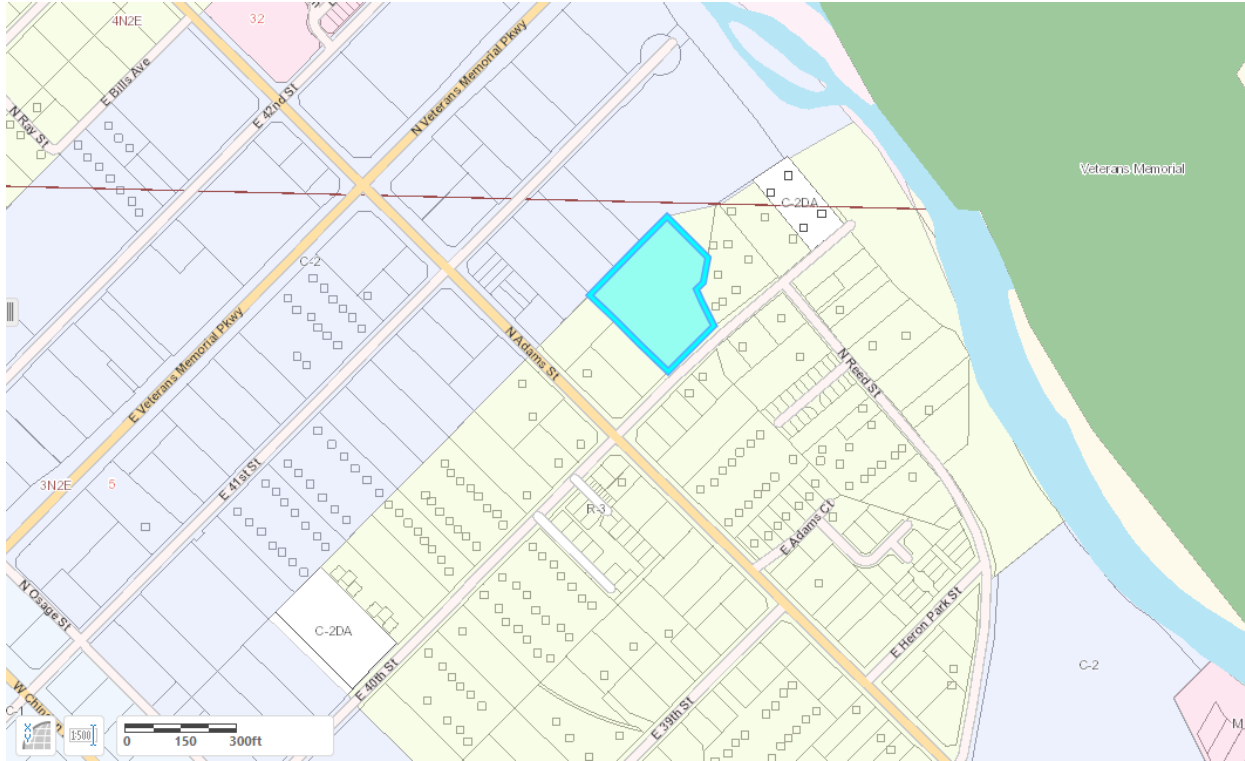 4N2E
32
E Bills Ave
N Ray St
E 42nd St
N Veterans Memorial Pkwy
Veterans Memorial
C-2DA
C-2
N Adams St
E Veterans Memorial Pkwy
N Reed St
E 41st St
3N2E
5
R-3
E Adams Ct
N Osage St
C-2DA
E Heron Park St
C-2
E 40th St
E 39th St
C-1
W Chin
M
1:500
0 150 300ft